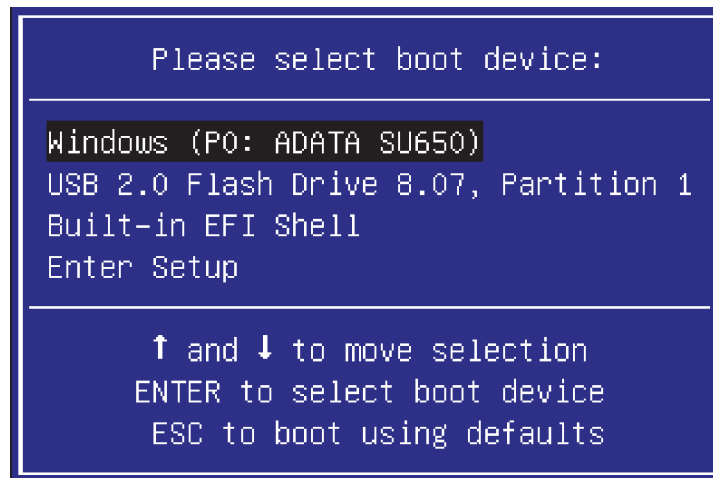 Please select boot device:
Windows (P0: ADATA SU650)
USB 2.0 Flash Drive 8.07, Partition 1
Built-in EFI Shell
Enter Setup
↑ and ↓ to move selection
ENTER to select boot device
ESC to boot using defaults